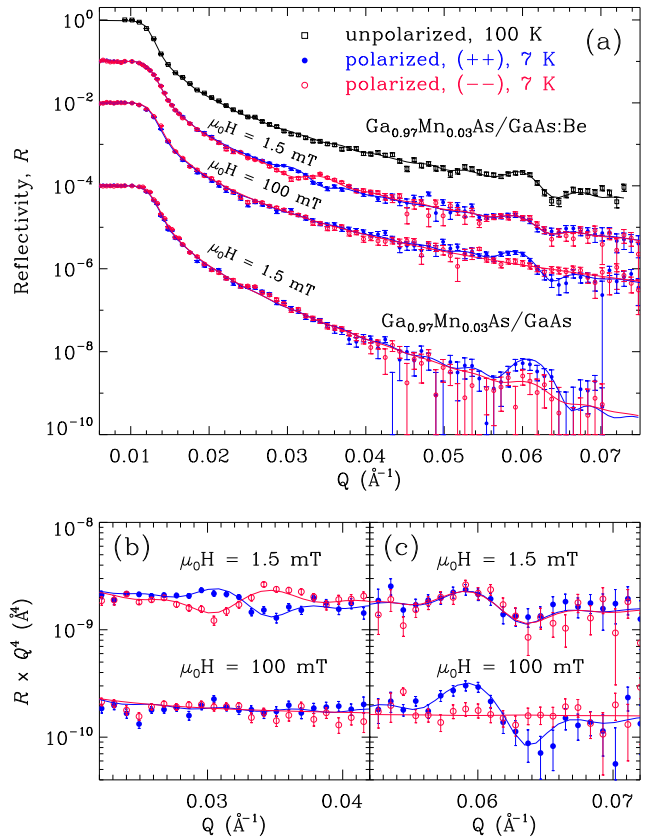 10⁰
10⁻²
10⁻⁴
10⁻⁶
10⁻⁸
10⁻¹⁰
Reflectivity, R
unpolarized, 100 K
polarized, (++), 7 K
polarized, (−−), 7 K
(a)
Ga₀.₉₇Mn₀.₀₃As/GaAs:Be
μ₀H = 1.5 mT
μ₀H = 100 mT
μ₀H = 1.5 mT
Ga₀.₉₇Mn₀.₀₃As/GaAs
0.01 0.02 0.03 0.04 0.05 0.06 0.07
Q (Å⁻¹)
10⁻⁸
10⁻⁹
10⁻¹⁰
R × Q⁴ (Å⁴)
(b)
μ₀H = 1.5 mT
μ₀H = 100 mT
0.03 0.04
Q (Å⁻¹)
(c)
μ₀H = 1.5 mT
μ₀H = 100 mT
0.06 0.07
Q (Å⁻¹)